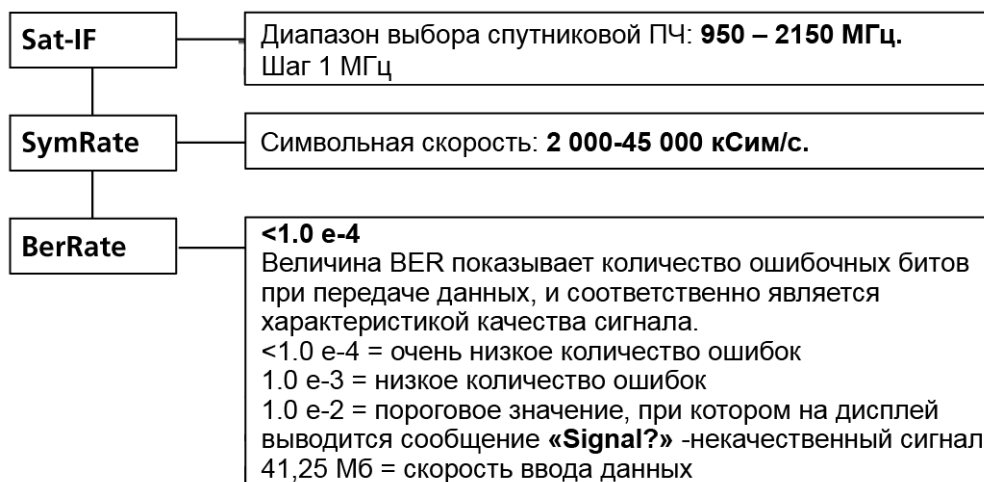 Sat-IF
Диапазон выбора спутниковой ПЧ: 950 – 2150 МГц.
Шаг 1 МГц
SymRate
Символьная скорость: 2 000-45 000 кСим/с.
BerRate
<1.0 e-4
Величина BER показывает количество ошибочных битов
при передаче данных, и соответственно является
характеристикой качества сигнала.
<1.0 e-4 = очень низкое количество ошибок
1.0 e-3 = низкое количество ошибок
1.0 e-2 = пороговое значение, при котором на дисплей
выводится сообщение «Signal?» -некачественный сигнал
41,25 Мб = скорость ввода данных